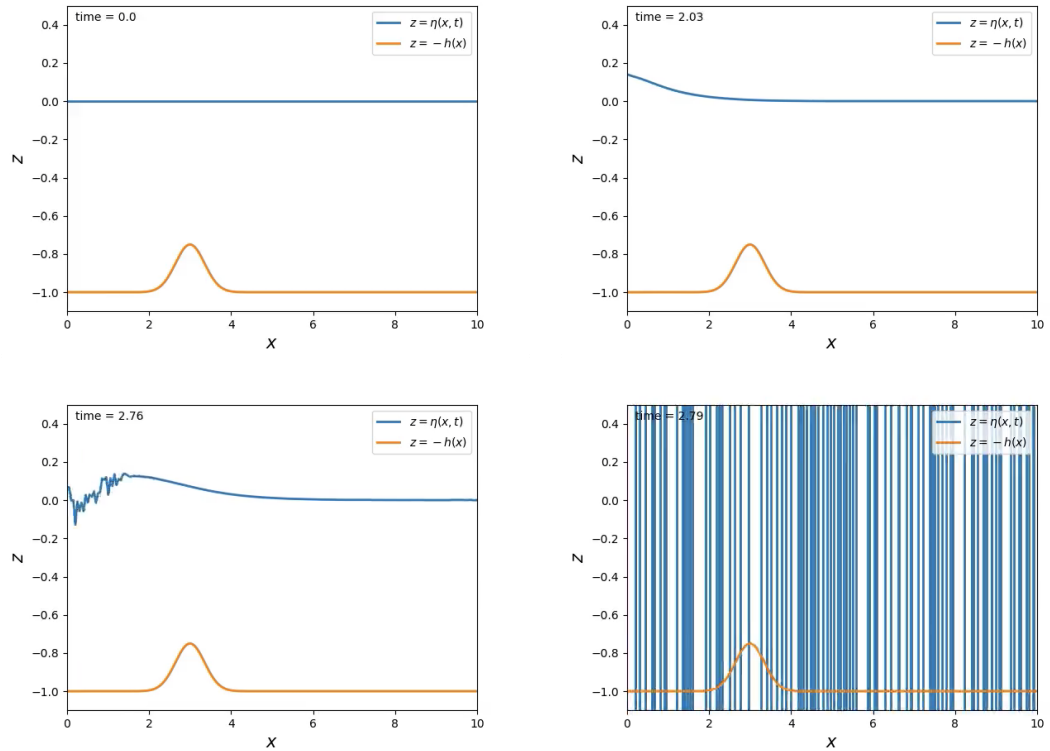 time = 0.0
z = η(x, t)
z = −h(x)
0.4
0.2
0.0
−0.2
−0.4
−0.6
−0.8
−1.0
z
0 2 4 6 8 10
x
time = 2.03
z = η(x, t)
z = −h(x)
0.4
0.2
0.0
−0.2
−0.4
−0.6
−0.8
−1.0
z
0 2 4 6 8 10
x
time = 2.76
z = η(x, t)
z = −h(x)
0.4
0.2
0.0
−0.2
−0.4
−0.6
−0.8
−1.0
z
0 2 4 6 8 10
x
time = 2.79
z = η(x, t)
z = −h(x)
0.4
0.2
0.0
−0.2
−0.4
−0.6
−0.8
−1.0
z
0 2 4 6 8 10
x